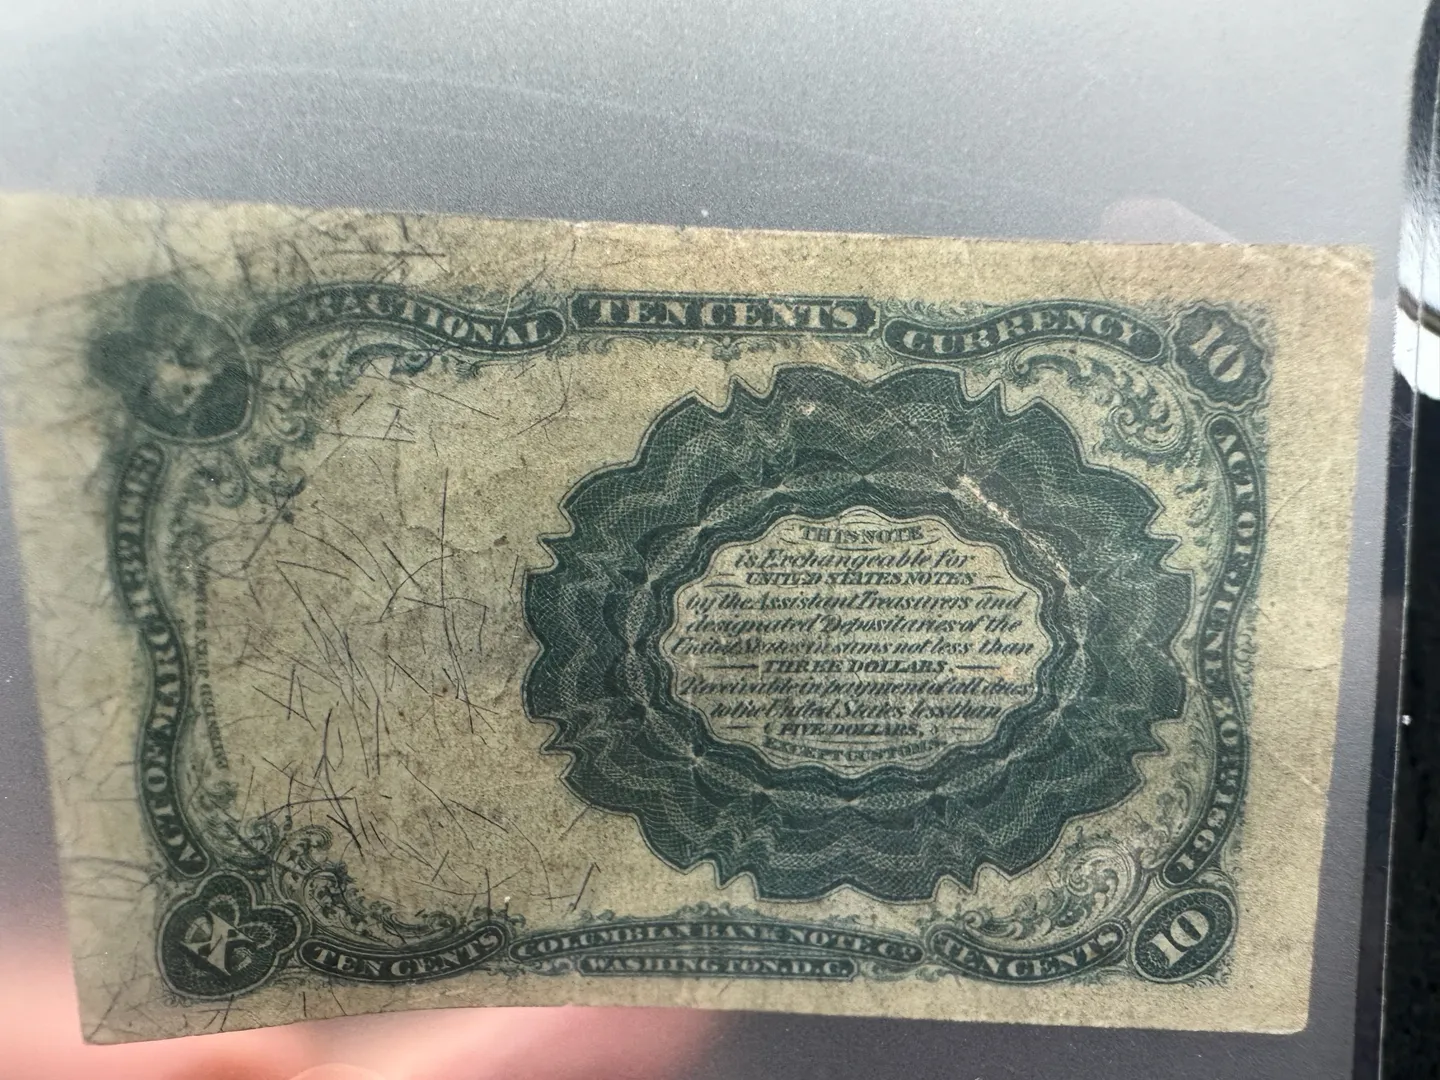 FRACTIONAL TEN CENTS CURRENCY
10
ACT OF MARCH 3, 1863
ACT OF JUNE 30TH 1864
THIS NOTE
is Exchangeable for
UNITED STATES NOTES
by the Assistant Treasurers and
designated Depositaries of the
United States in sums not less than
THREE DOLLARS.
Receivable in payment of all dues
to the United States less than
FIVE DOLLARS,
EXCEPT CUSTOMS.
X
TEN CENTS
COLUMBIAN BANK NOTE CO.
WASHINGTON, D.C.
TEN CENTS
10